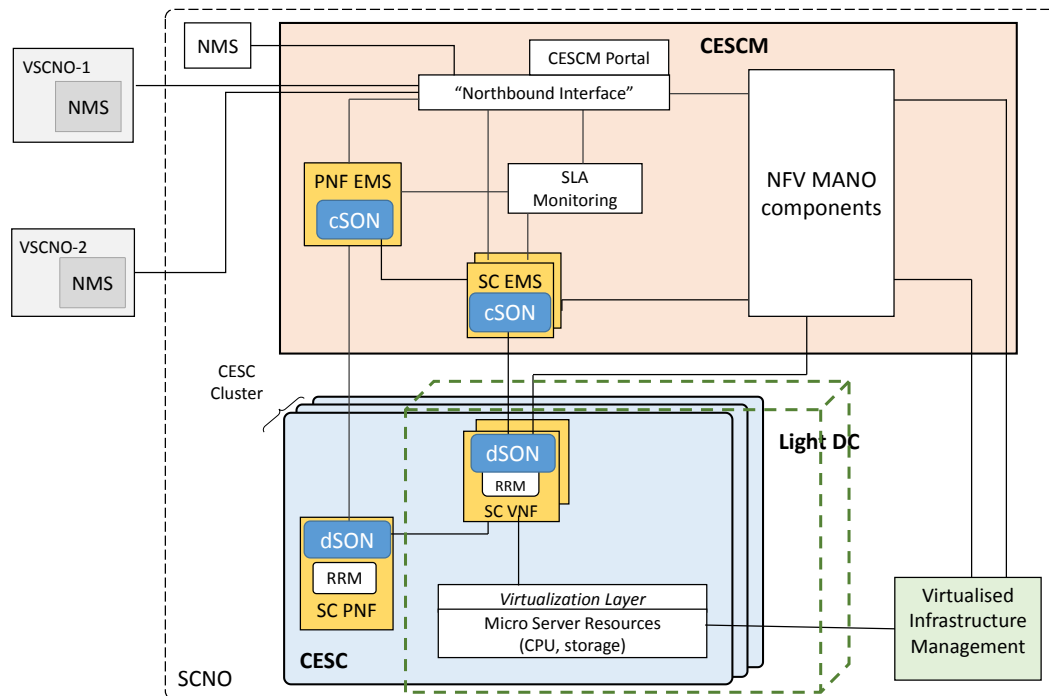 NMS
CESCM
CESCM Portal
VSCNO-1
NMS
“Northbound Interface”
PNF EMS
cSON
SLA
Monitoring
NFV MANO
components
VSCNO-2
NMS
SC EMS
cSON
CESC
Cluster
Light DC
dSON
RRM
SC VNF
dSON
RRM
SC PNF
Virtualization Layer
Micro Server Resources
(CPU, storage)
Virtualised
Infrastructure
Management
CESC
SCNO